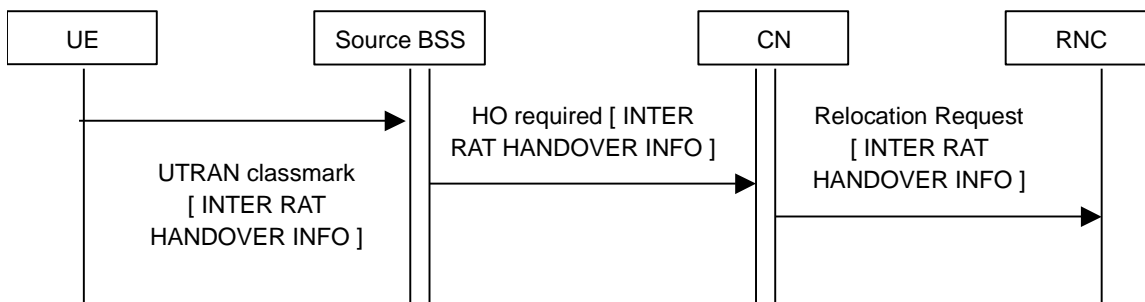 UE
Source BSS
CN
RNC
UTRAN classmark
[ INTER RAT
HANDOVER INFO ]
HO required [ INTER
RAT HANDOVER INFO ]
Relocation Request
[ INTER RAT
HANDOVER INFO ]